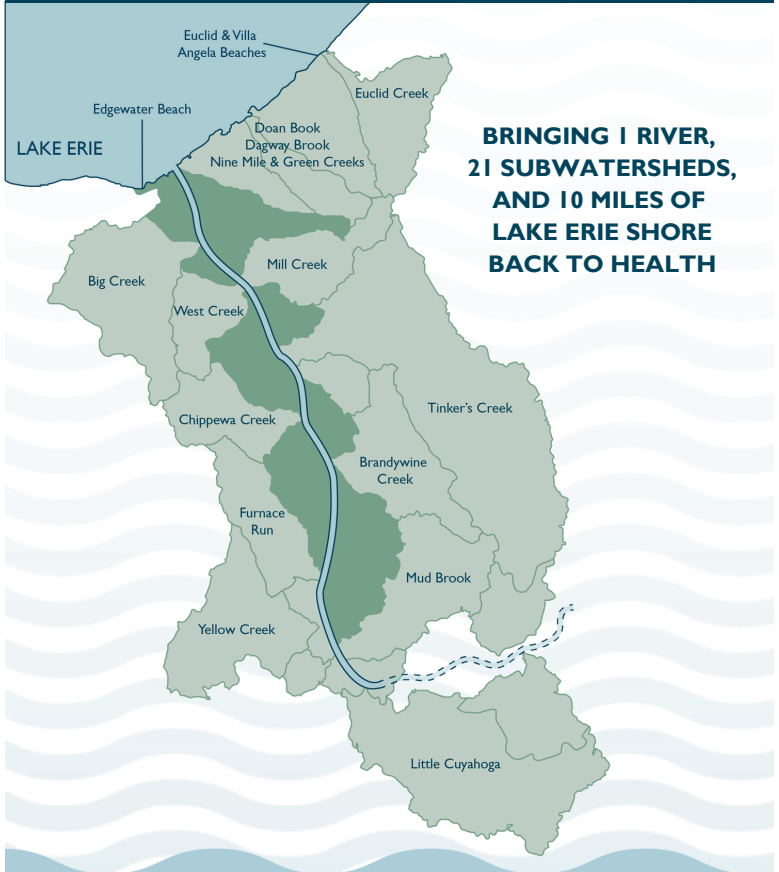 Euclid & Villa
Angela Beaches
Euclid Creek
Edgewater Beach
Doan Book
Dagway Brook
Nine Mile & Green Creeks
LAKE ERIE
BRINGING 1 RIVER,
21 SUBWATERSHEDS,
AND 10 MILES OF
LAKE ERIE SHORE
BACK TO HEALTH
Mill Creek
Big Creek
West Creek
Tinker's Creek
Chippewa Creek
Brandywine
Creek
Furnace
Run
Mud Brook
Yellow Creek
Little Cuyahoga